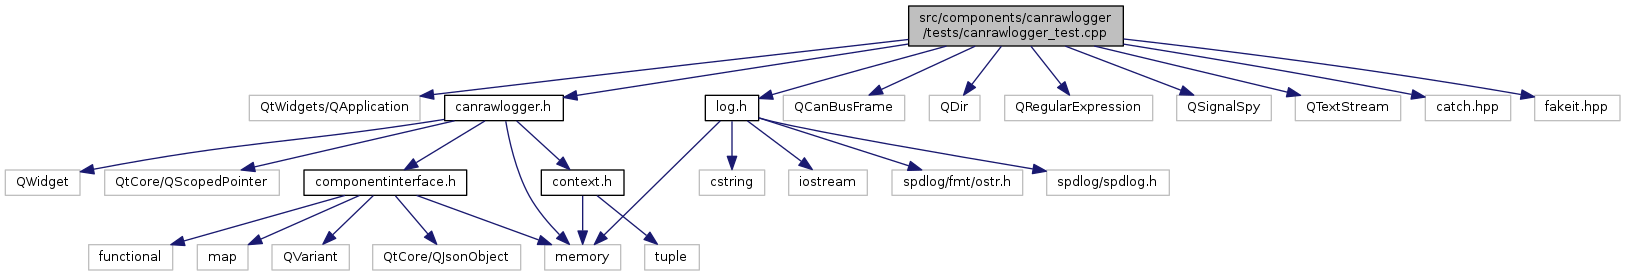 src/components/canrawlogger
/tests/canrawlogger_test.cpp
QtWidgets/QApplication
canrawlogger.h
log.h
QCanBusFrame
QDir
QRegularExpression
QSignalSpy
QTextStream
catch.hpp
fakeit.hpp
QWidget
QtCore/QScopedPointer
componentinterface.h
context.h
cstring
iostream
spdlog/fmt/ostr.h
spdlog/spdlog.h
functional
map
QVariant
QtCore/QJsonObject
memory
tuple